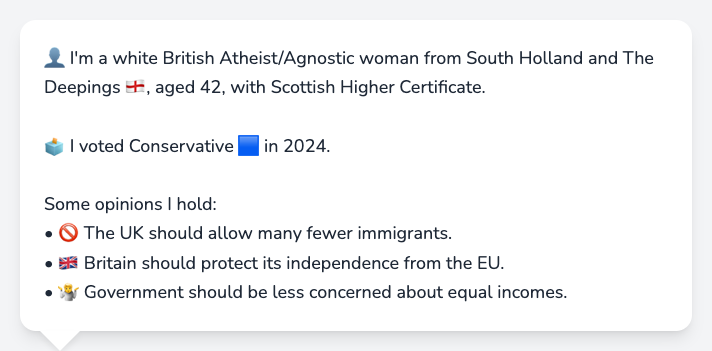 👤 I'm a white British Atheist/Agnostic woman from South Holland and The
Deepings 🏴󠁧󠁢󠁥󠁮󠁧󠁿, aged 42, with Scottish Higher Certificate.
🗳️ I voted Conservative 🟦 in 2024.
Some opinions I hold:
• 🚫 The UK should allow many fewer immigrants.
• 🇬🇧 Britain should protect its independence from the EU.
• 🤷 Government should be less concerned about equal incomes.